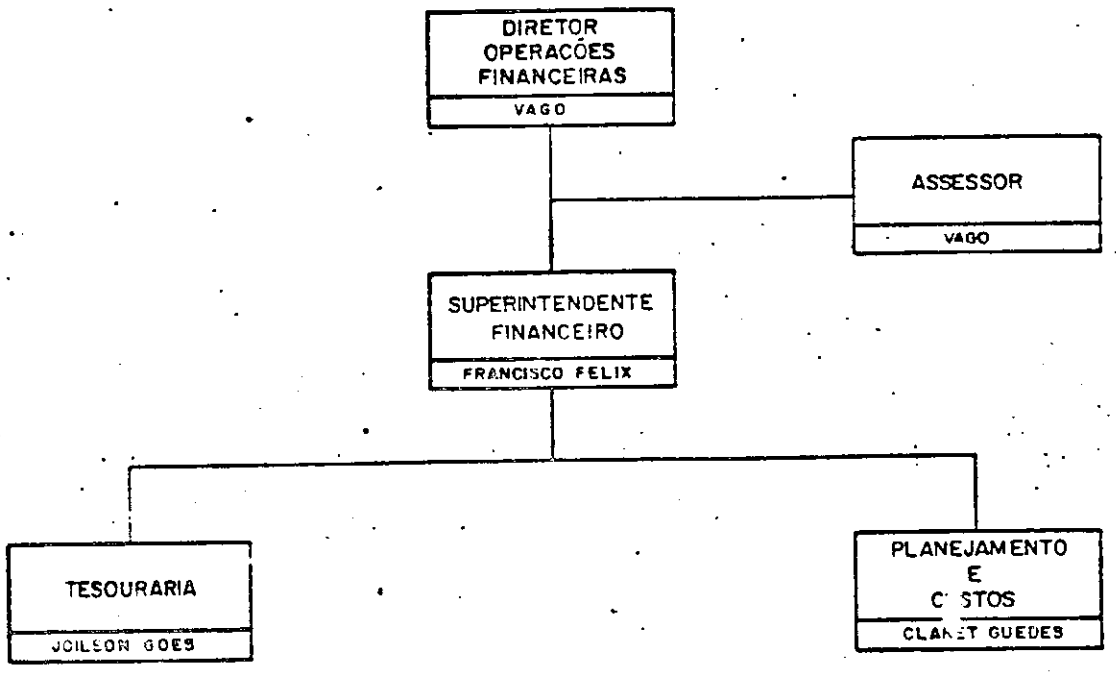 DIRETOR
OPERACÕES
FINANCEIRAS
VAGO
ASSESSOR
VAGO
SUPERINTENDENTE
FINANCEIRO
FRANCISCO FELIX
TESOURARIA
JOILSON GOES
PLANEJAMENTO
E
GUEDES